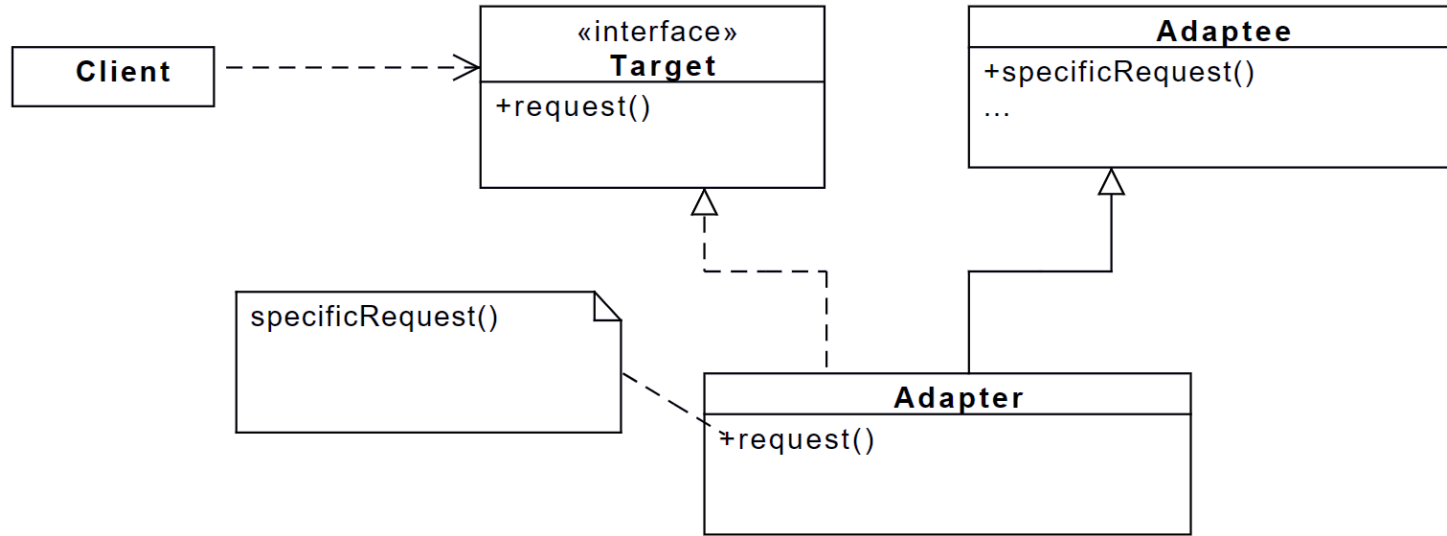 Client
«interface»
Target
+request()
Adaptee
+specificRequest()
...
specificRequest()
Adapter
+request()